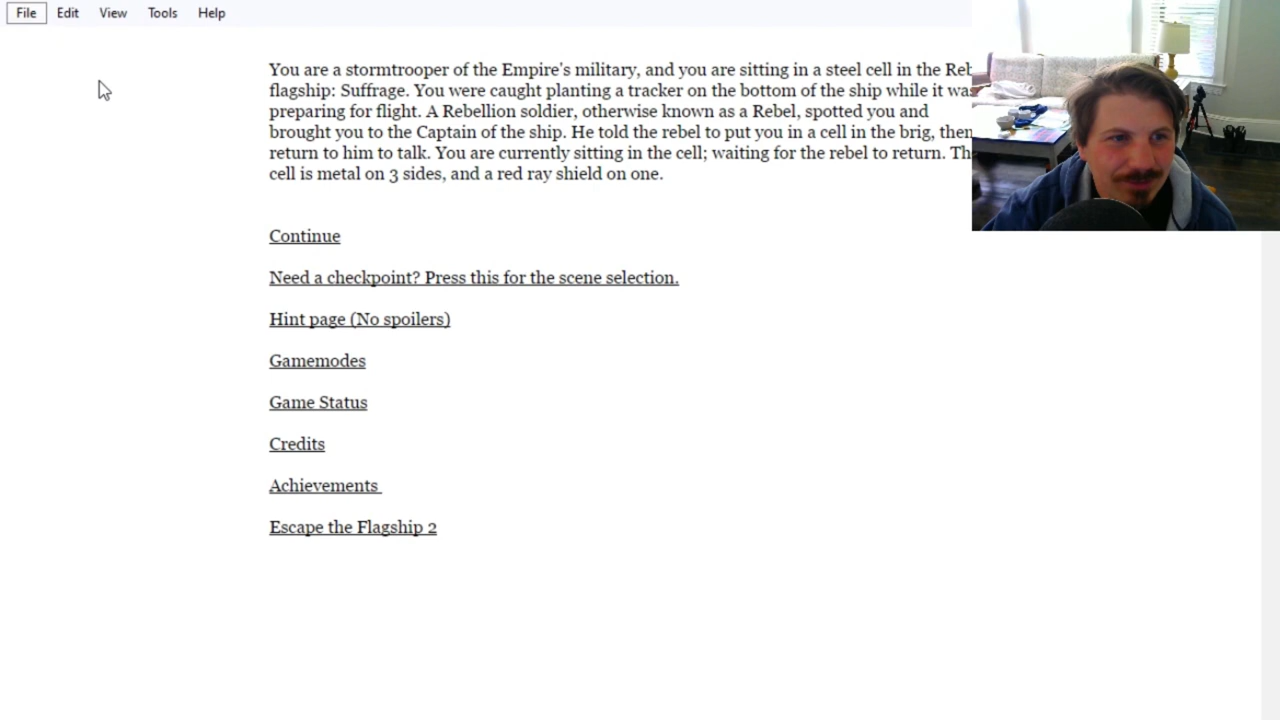 File Edit View Tools Help
You are a stormtrooper of the Empire's military, and you are sitting in a steel cell in the
flagship: Suffrage. You were caught planting a tracker on the bottom of the ship while it was
preparing for flight. A Rebellion soldier, otherwise known as a Rebel, spotted you and
brought you to the Captain of the ship. He told the rebel to put you in a cell in the brig, then
return to him to talk. You are currently sitting in the cell; waiting for the rebel to return.
cell is metal on 3 sides, and a red ray shield on one.
Continue
Need a checkpoint? Press this for the scene selection.
Hint page (No spoilers)
Gamemodes
Game Status
Credits
Achievements
Escape the Flagship 2